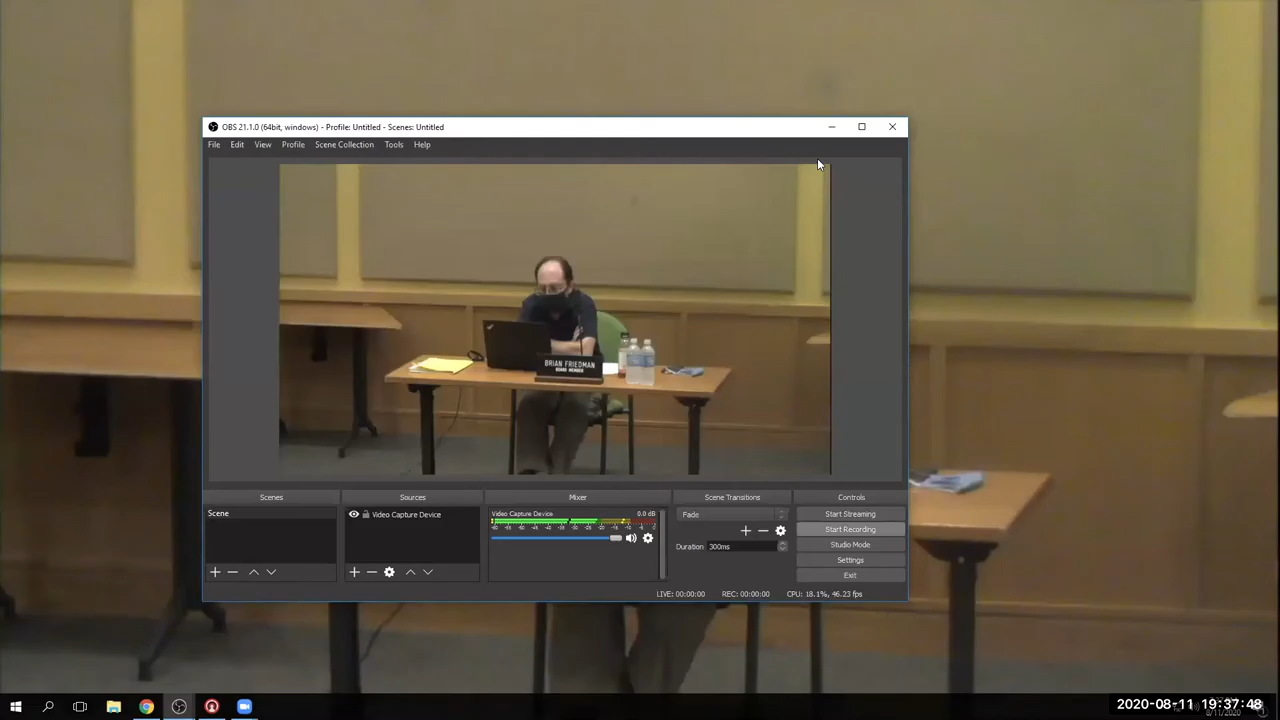 OBS 21.1.0 (64bit, windows) - Profile: Untitled - Scenes: Untitled
File Edit View Profile Scene Collection Tools Help
BRIAN FRIEDMAN
BOARD MEMBER
Scenes Sources Mixer Scene Transitions Controls
Scene
Video Capture Device
Video Capture Device 0.0 dB
Fade
Duration 300ms
Start Streaming
Start Recording
Studio Mode
Settings
Exit
LIVE: 00:00:00 REC: 00:00:00 CPU: 18.1%, 46.23 fps
2020-08-11 19:37:48